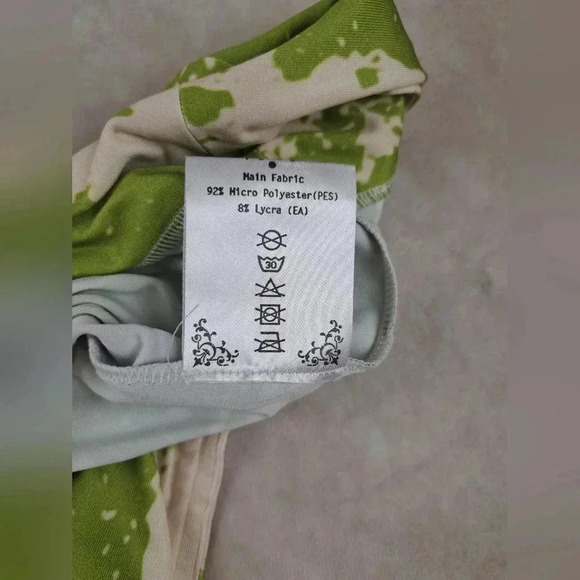 Main Fabric
92% Micro Polyester(PES)
8% Lycra (EA)
30